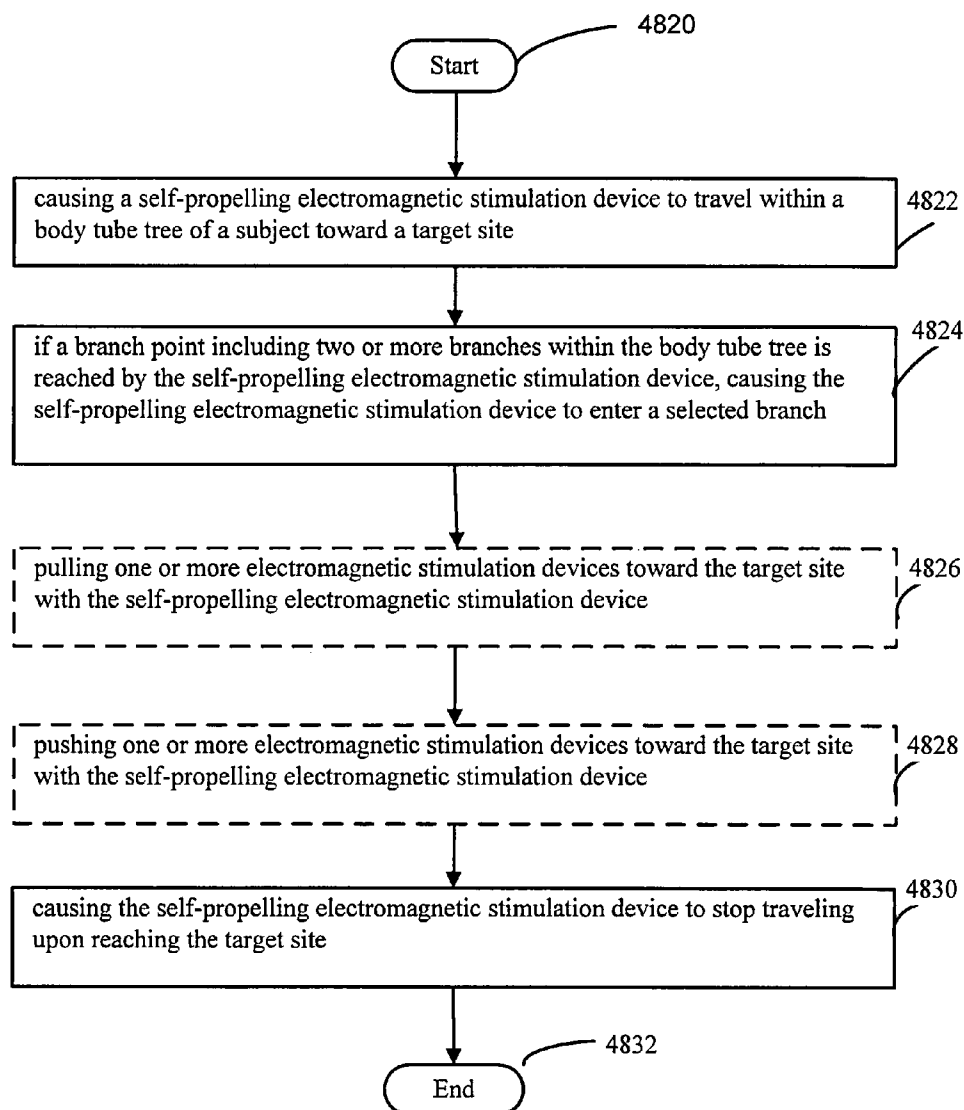 4820
Start
causing a self-propelling electromagnetic stimulation device to travel within a
body tube tree of a subject toward a target site
4822
if a branch point including two or more branches within the body tube tree is
reached by the self-propelling electromagnetic stimulation device, causing the
self-propelling electromagnetic stimulation device to enter a selected branch
4824
pulling one or more electromagnetic stimulation devices toward the target site
with the self-propelling electromagnetic stimulation device
4826
pushing one or more electromagnetic stimulation devices toward the target site
with the self-propelling electromagnetic stimulation device
4828
causing the self-propelling electromagnetic stimulation device to stop traveling
upon reaching the target site
4830
4832
End